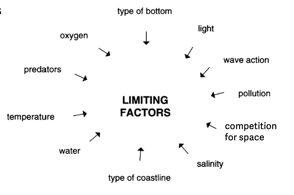 type of bottom
oxygen
light
predators
wave action
LIMITING
FACTORS
pollution
temperature
competition
for space
water
salinity
type of coastline